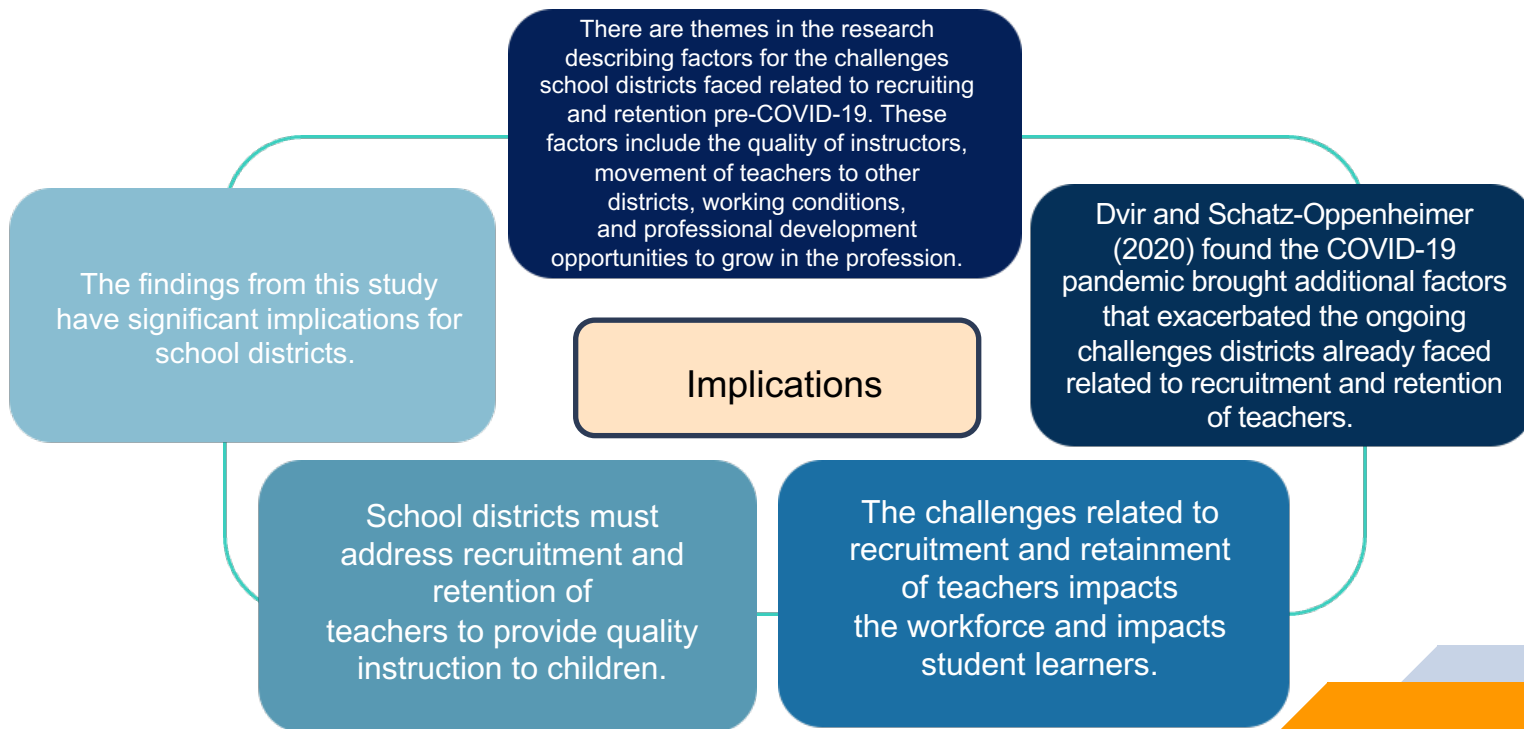 There are themes in the research
describing factors for the challenges
school districts faced related to recruiting
and retention pre-COVID-19. These
factors include the quality of instructors,
movement of teachers to other
districts, working conditions,
and professional development
opportunities to grow in the profession.
Dvir and Schatz-Oppenheimer
(2020) found the COVID-19
pandemic brought additional factors
that exacerbated the ongoing
challenges districts already faced
related to recruitment and retention
of teachers.
The challenges related to
recruitment and retainment
of teachers impacts
the workforce and impacts
student learners.
School districts must
address recruitment and
retention of
teachers to provide quality
instruction to children.
The findings from this study
have significant implications for
school districts.
Implications